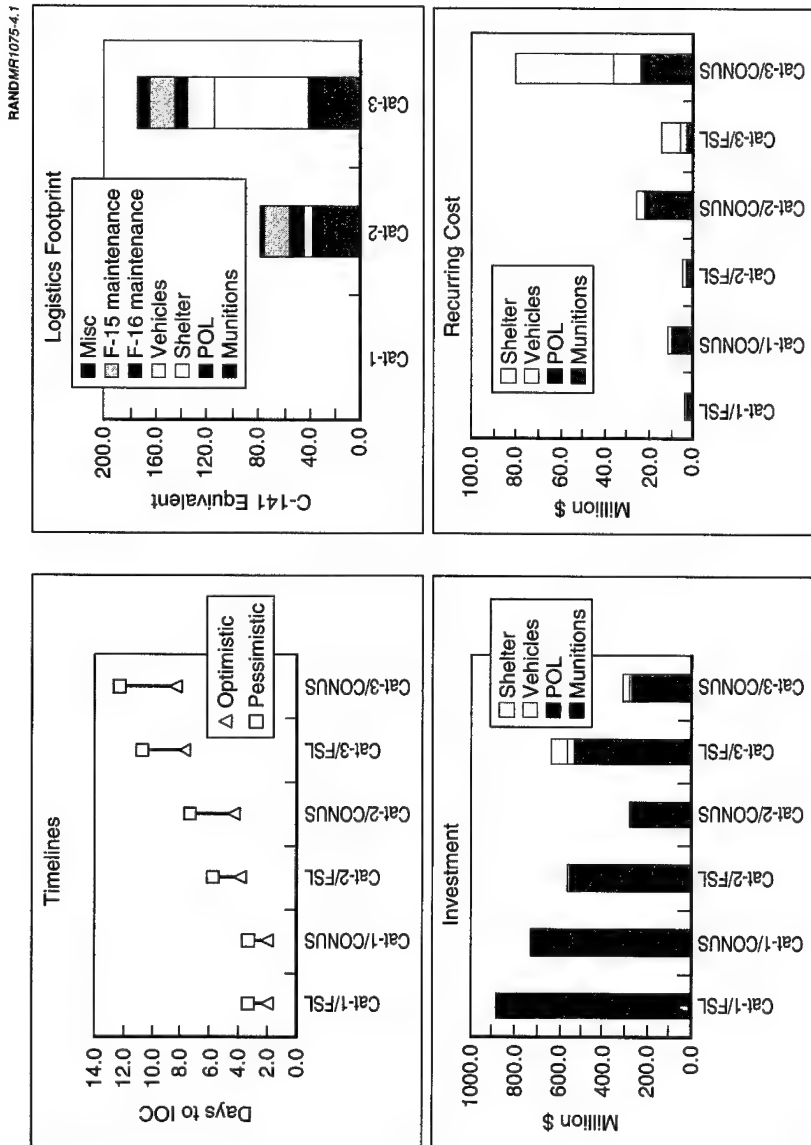 RANDMR1075-4.1
Timelines
Days to IOC
14.0
12.0
10.0
8.0
6.0
4.0
2.0
0.0
△ Optimistic
□ Pessimistic
Cat-1/FSL
Cat-1/CONUS
Cat-2/FSL
Cat-2/CONUS
Cat-3/FSL
Cat-3/CONUS
Logistics Footprint
C-141 Equivalent
200.0
160.0
120.0
80.0
40.0
0.0
Misc
F-15 maintenance
F-16 maintenance
Vehicles
Shelter
POL
Munitions
Cat-1
Cat-2
Cat-3
Investment
Million $
1000.0
800.0
600.0
400.0
200.0
0.0
Shelter
Vehicles
POL
Munitions
Cat-1/FSL
Cat-1/CONUS
Cat-2/FSL
Cat-2/CONUS
Cat-3/FSL
Cat-3/CONUS
Recurring Cost
Million $
100.0
80.0
60.0
40.0
20.0
0.0
Shelter
Vehicles
POL
Munitions
Cat-1/FSL
Cat-1/CONUS
Cat-2/FSL
Cat-2/CONUS
Cat-3/FSL
Cat-3/CONUS